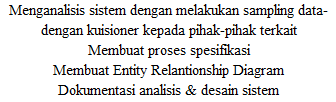 Menganalisis sistem dengan melakukan sampling data-
dengan kuisioner kepada pihak-pihak terkait
Membuat proses spesifikasi
Membuat Entity Relantionship Diagram
Dokumentasi analisis & desain sistem